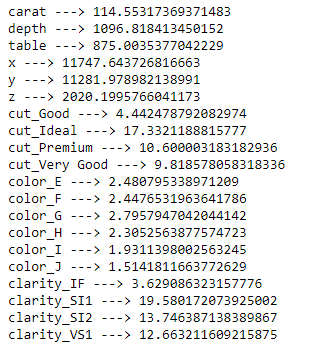 carat ---> 114.55317369371483
depth ---> 1096.818413450152
table ---> 875.0035377042229
x ---> 11747.643726816663
y ---> 11281.978982138991
z ---> 2020.1995766041173
cut_Good ---> 4.442478792082974
cut_Ideal ---> 17.3321188815777
cut_Premium ---> 10.600003183182936
cut_Very Good ---> 9.818578058318336
color_E ---> 2.480795338971209
color_F ---> 2.4476531963641786
color_G ---> 2.7957947042044142
color_H ---> 2.3052563877574723
color_I ---> 1.9311398002563245
color_J ---> 1.5141811663772629
clarity_IF ---> 3.629086323157776
clarity_SI1 ---> 19.580172073925002
clarity_SI2 ---> 13.746387138389867
clarity_VS1 ---> 12.663211609215875